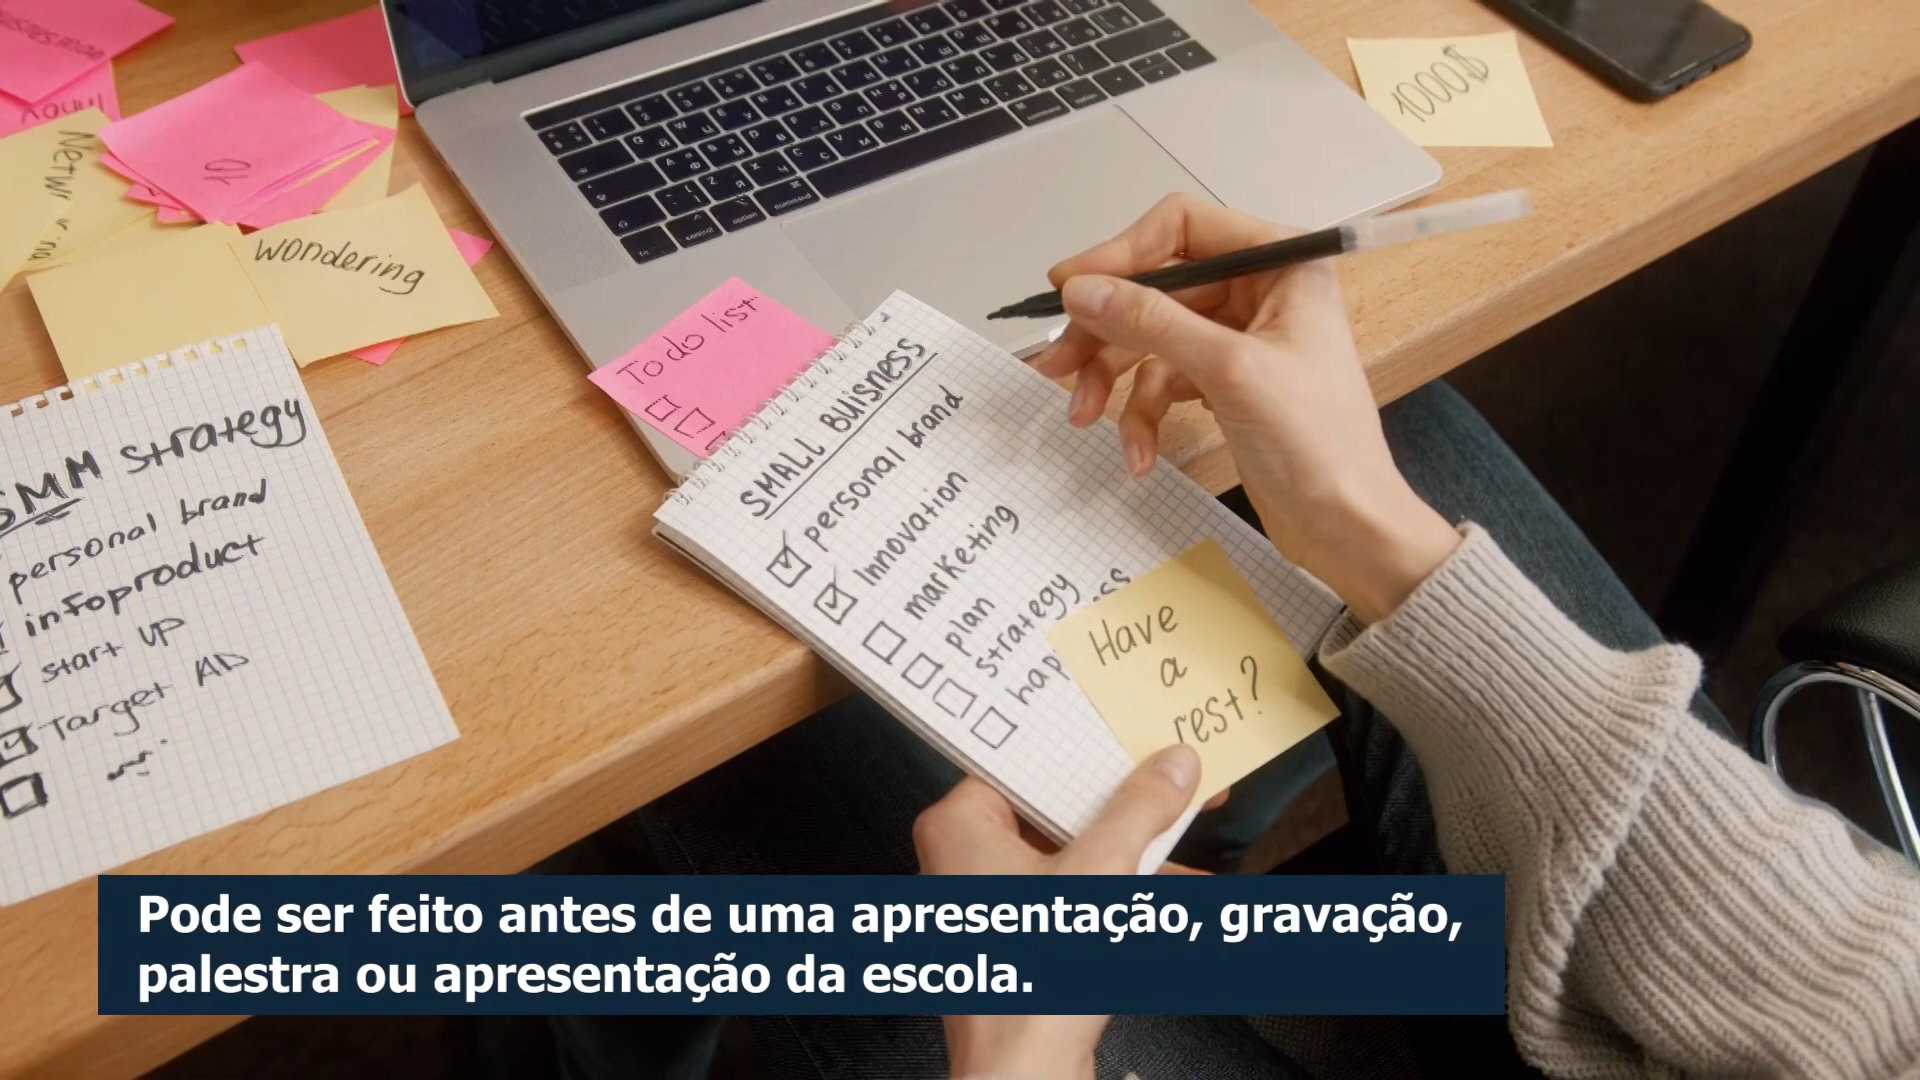 wondering
1000$
To do list
SMM strategy
personal brand
infoproduct
start UP
Target AD
SMALL BUISNESS
personal brand
Innovation
marketing
plan
strategy
Have
a
rest?
Pode ser feito antes de uma apresentação, gravação,
palestra ou apresentação da escola.